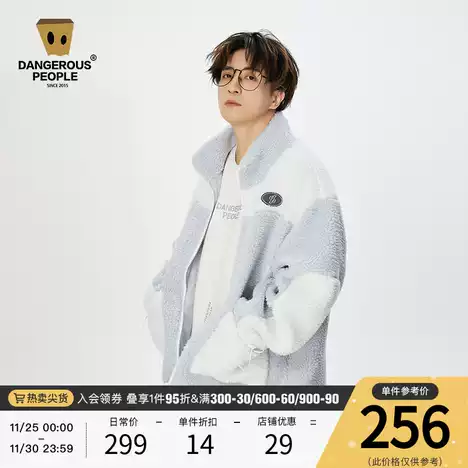 DANGEROUS®
PEOPLE
SINCE 2015
DANGEROUS
PEOPLE
热卖尖货 入会领券 叠享1件95折&满300-30/600-60/900-90
单件参考价
256
(此价格仅供参考)
11/25 00:00
—
11/30 23:59
日常价 – 单件折扣 – 店铺优惠 =
299 14 29